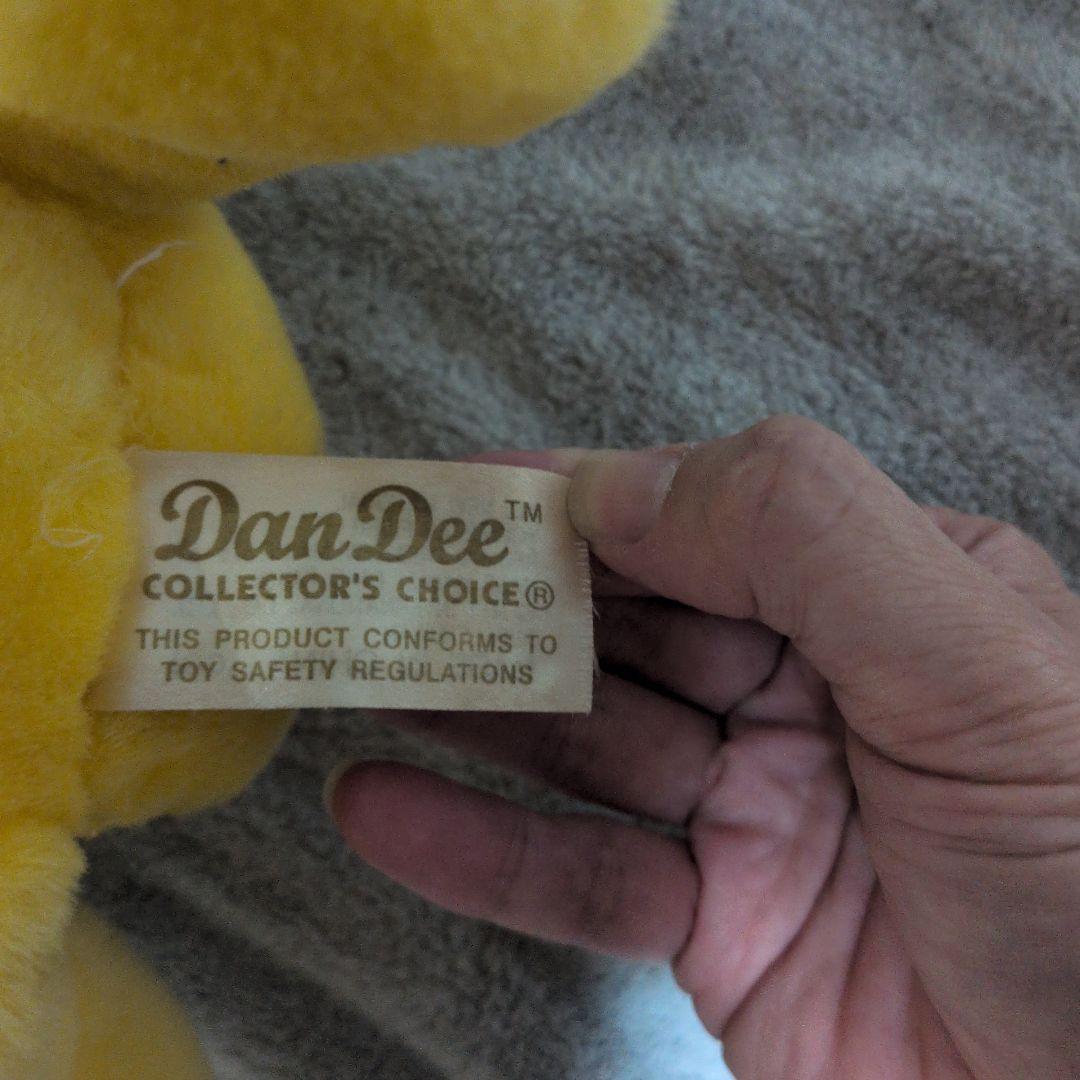 Dan Dee™
COLLECTOR'S CHOICE®
THIS PRODUCT CONFORMS TO
TOY SAFETY REGULATIONS